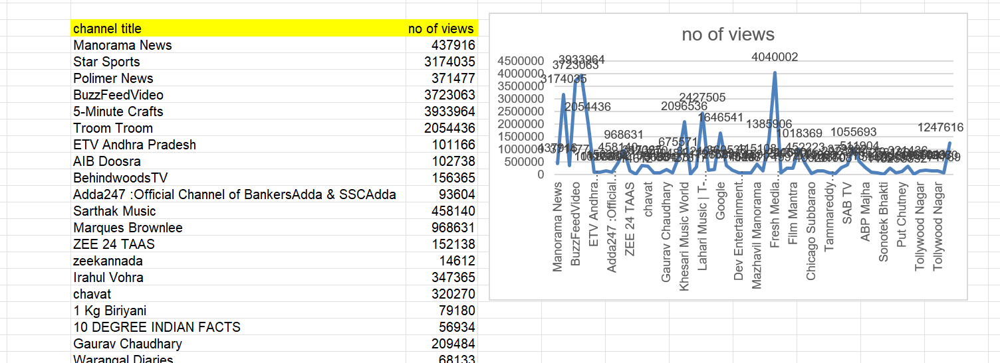 channel title no of views
Manorama News 437916
Star Sports 3174035
Polimer News 371477
BuzzFeedVideo 3723063
5-Minute Crafts 3933964
Troom Troom 2054436
ETV Andhra Pradesh 101166
AIB Doosra 102738
BehindwoodsTV 156365
Adda247 :Official Channel of BankersAdda & SSCAdda 93604
Sarthak Music 458140
Marques Brownlee 968631
ZEE 24 TAAS 152138
zeekannada 14612
Irahul Vohra 347365
chavat 320270
1 Kg Biriyani 79180
10 DEGREE INDIAN FACTS 56934
Gaurav Chaudhary 209484
Warangal Diaries 68133
no of views
4500000
4000000
3500000
3000000
2500000
2000000
1500000
1000000
500000
0
3933964
3723063
3174035
2054436
968631
458140
437916
371477
675571
2096536
2427505
1646541
415108
1385906
4040002
1018369
452223
1055693
511904
1247616
Manorama News
BuzzFeedVideo
ETV Andhra…
Adda247 :Official…
ZEE 24 TAAS
chavat
Gaurav Chaudhary
Khesari Music World
Lahari Music | T-…
Google
Dev Entertainment…
Mazhavil Manorama
Fresh Media…
Film Mantra
Chicago Subbarao
Tammareddy…
SAB TV
ABP Majha
Sonotek Bhakti
Put Chutney
Tollywood Nagar
Tollywood Nagar